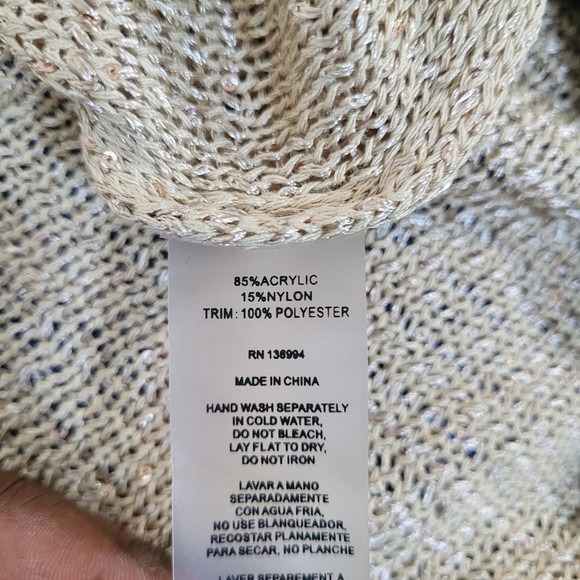 85%ACRYLIC
15%NYLON
TRIM: 100% POLYESTER
RN 136994
MADE IN CHINA
HAND WASH SEPARATELY
IN COLD WATER,
DO NOT BLEACH,
LAY FLAT TO DRY,
DO NOT IRON
LAVAR A MANO
SEPARADAMENTE
CON AGUA FRIA,
NO USE BLANQUEADOR,
RECOSTAR PLANAMENTE
PARA SECAR, NO PLANCHE
LAVER SEPAREMENT A